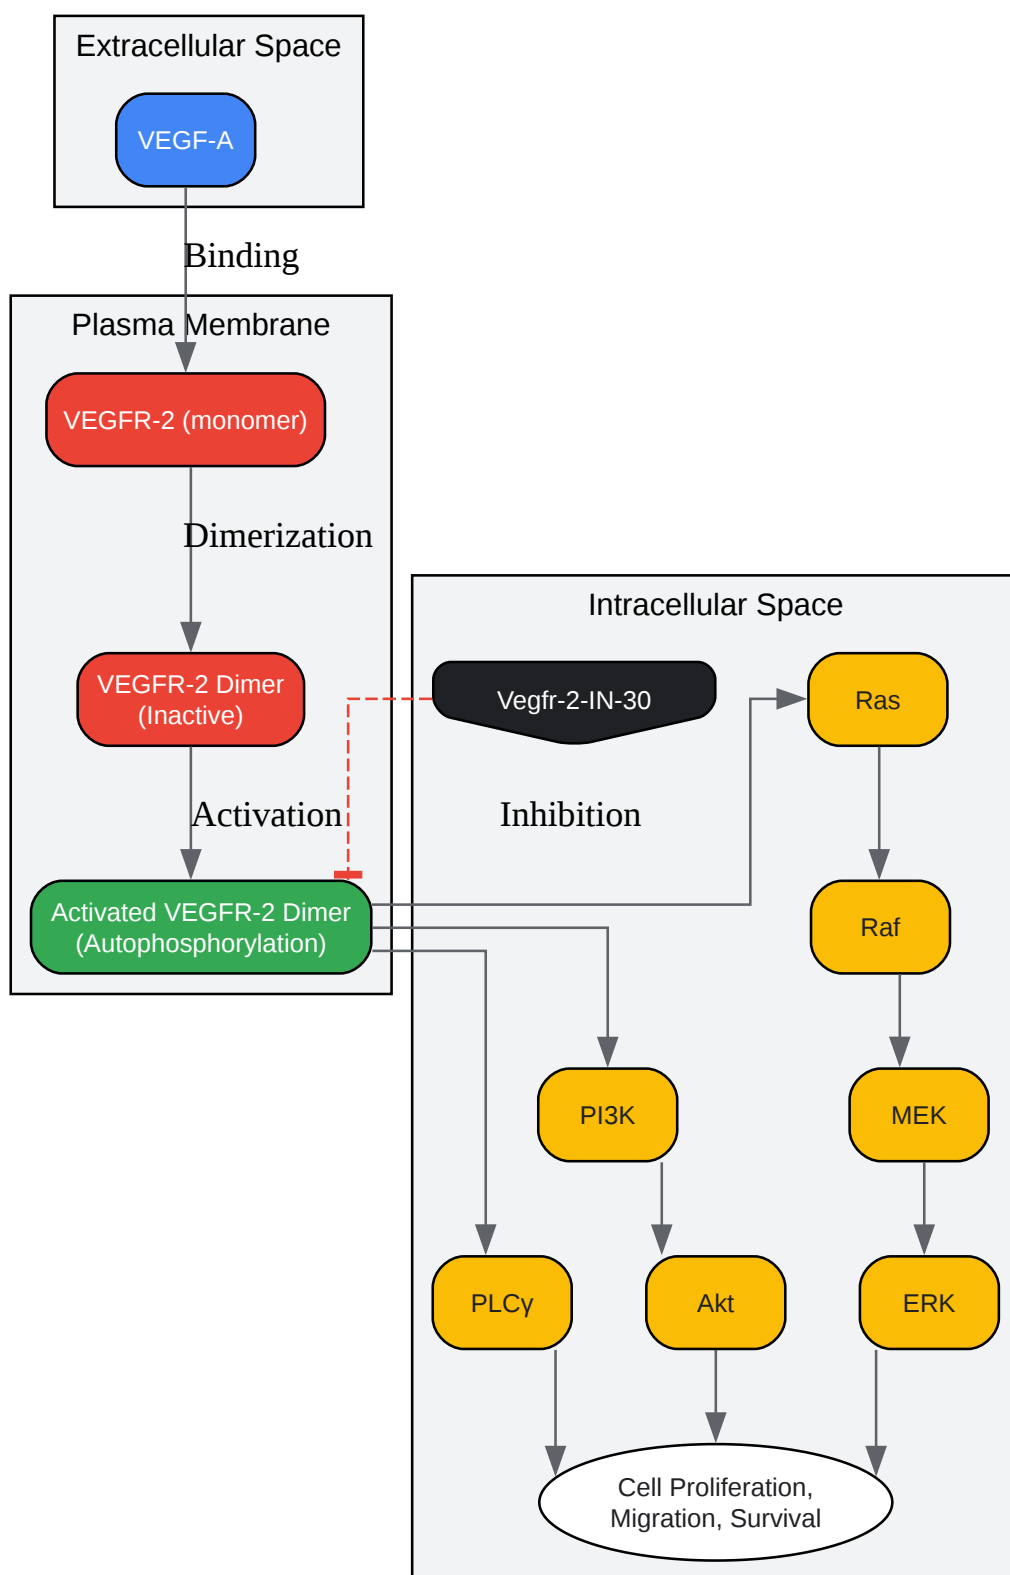 Extracellular Space
VEGF-A
Binding
Plasma Membrane
VEGFR-2 (monomer)
Dimerization
VEGFR-2 Dimer
(Inactive)
Activation
Activated VEGFR-2 Dimer
(Autophosphorylation)
Intracellular Space
Vegfr-2-IN-30
Inhibition
Ras
Raf
PI3K
MEK
PLCγ
Akt
ERK
Cell Proliferation,
Migration, Survival